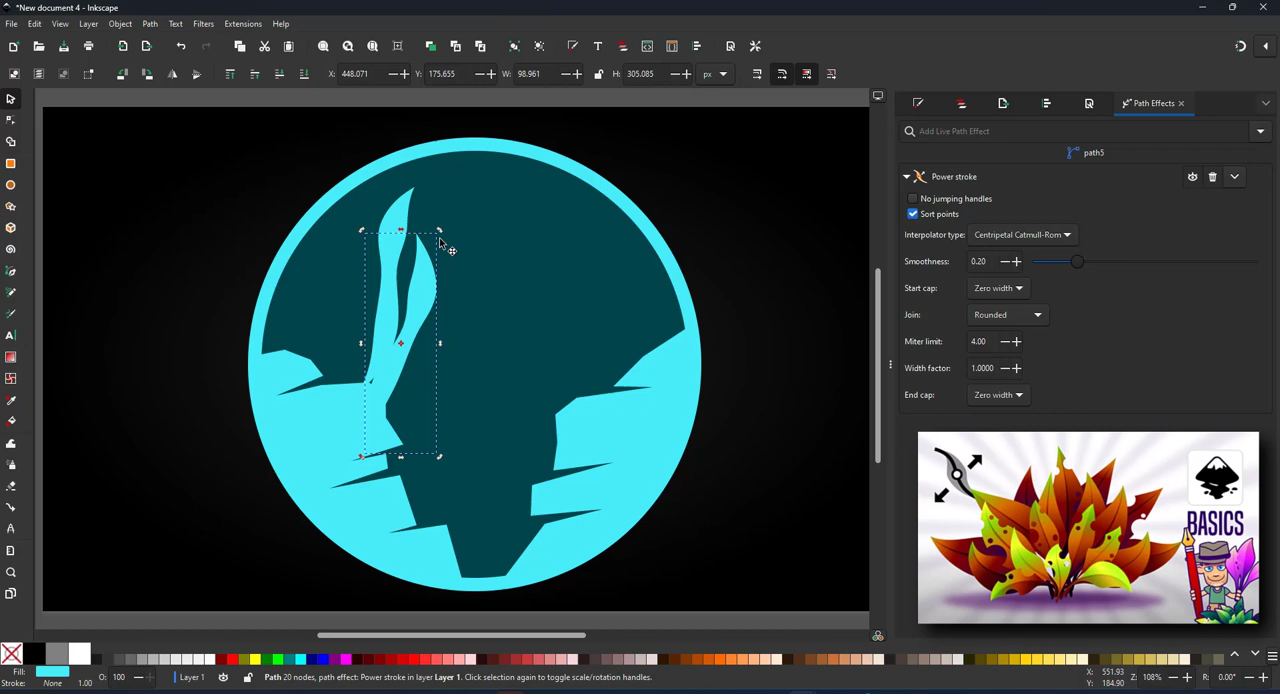 *New document 4 - Inkscape
File Edit View Layer Object Path Text Filters Extensions Help
X: 448.071 Y: 175.655 W: 98.961 H: 305.085 px
Path Effects
Add Live Path Effect
path5
Power stroke
No jumping handles
Sort points
Interpolator type: Centripetal Catmull-Rom
Smoothness: 0.20
Start cap: Zero width
Join: Rounded
Miter limit: 4.00
Width factor: 1.0000
End cap: Zero width
BASICS
Fill: O: 100 Layer 1 Path 20 nodes, path effect: Power stroke in layer Layer 1. Click selection again to toggle scale/rotation handles. X: 551.93 Z: 108% R: 0.00°
Stroke: None 1.00 Y: 184.90